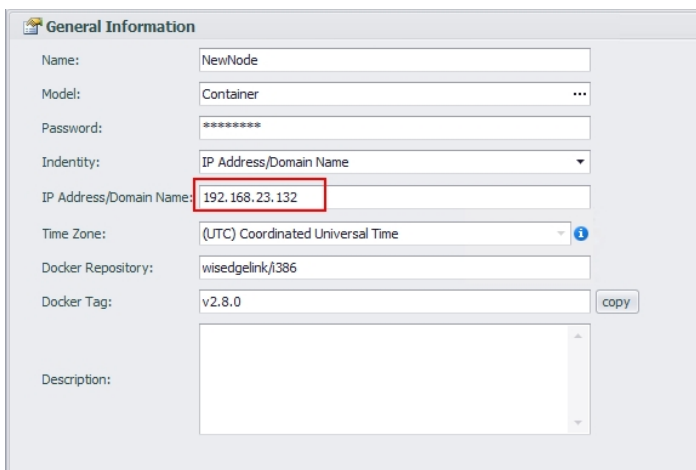 General Information
Name: NewNode
Model: Container ...
Password: ********
Indentity: IP Address/Domain Name
IP Address/Domain Name: 192.168.23.132
Time Zone: (UTC) Coordinated Universal Time
Docker Repository: wisedgelink/i386
Docker Tag: v2.8.0 copy
Description: